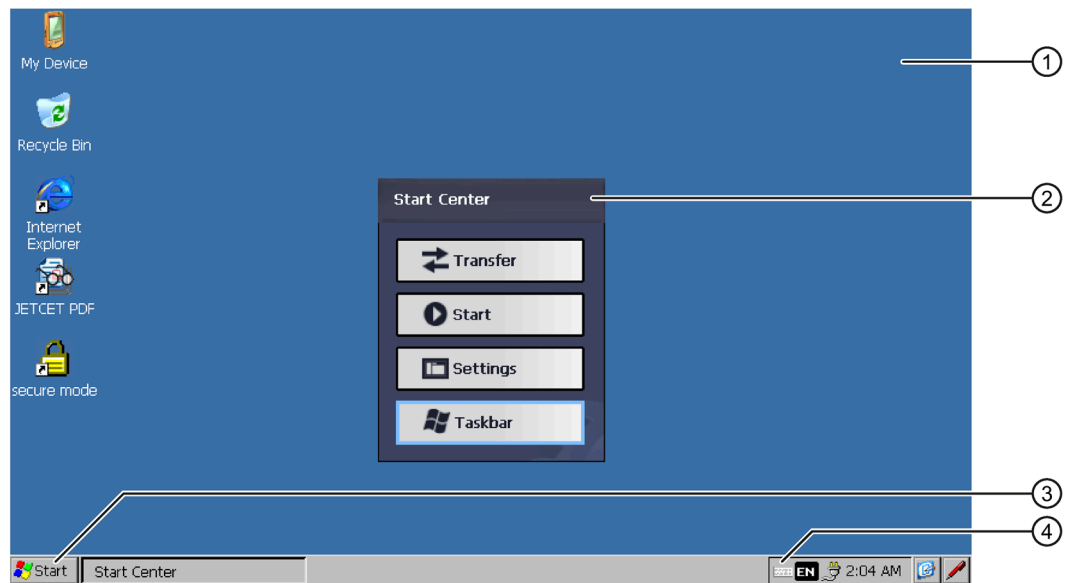 My Device
1
Recycle Bin
Start Center
2
Internet
Explorer
Transfer
JETCET PDF
Start
Settings
secure mode
Taskbar
3
4
Start
Start Center
EN
2:04 AM